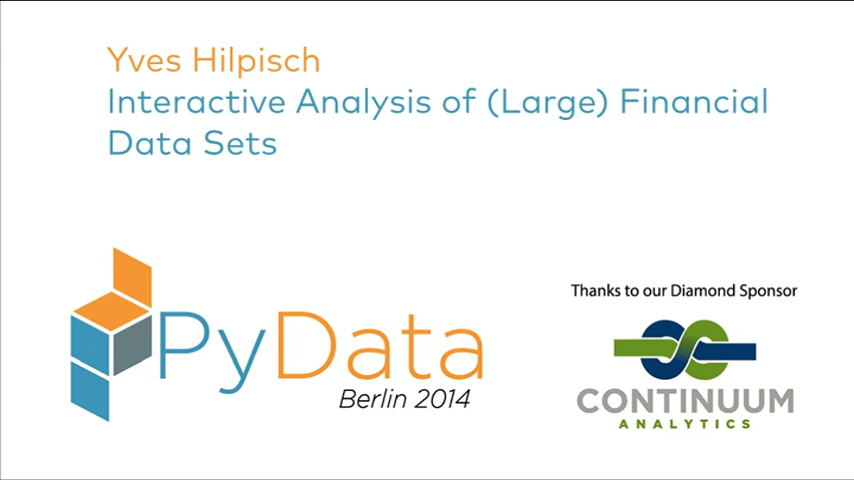 Yves Hilpisch
Interactive Analysis of (Large) Financial
Data Sets
PyData
Berlin 2014
Thanks to our Diamond Sponsor
CONTINUUM
ANALYTICS